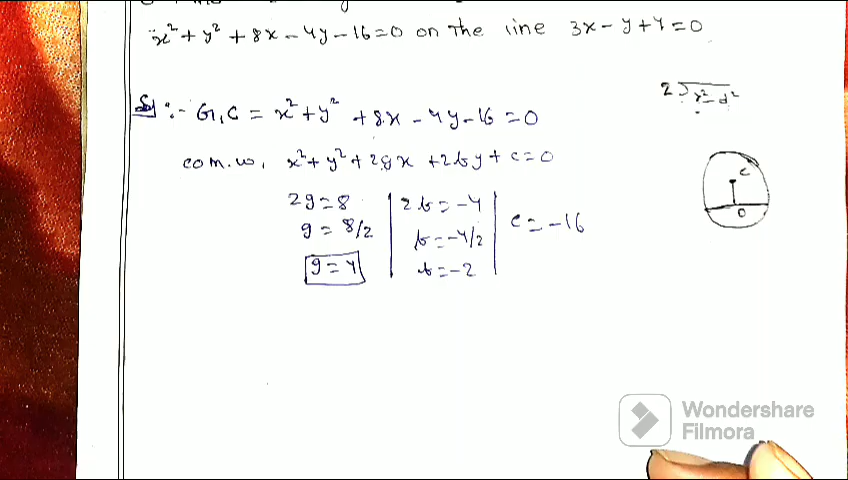 x² + y² + 8x - 4y - 16 = 0 on the line 3x - y + 4 = 0
Sol :- G.C = x² + y² + 8x - 4y - 16 = 0
2√r² - d²
com. w. x² + y² + 2gx + 2fy + c = 0
2g = 8
g = 8/2
g = 4
2f = -4
f = -4/2
f = -2
c = -16
C
D
Wondershare
Filmora